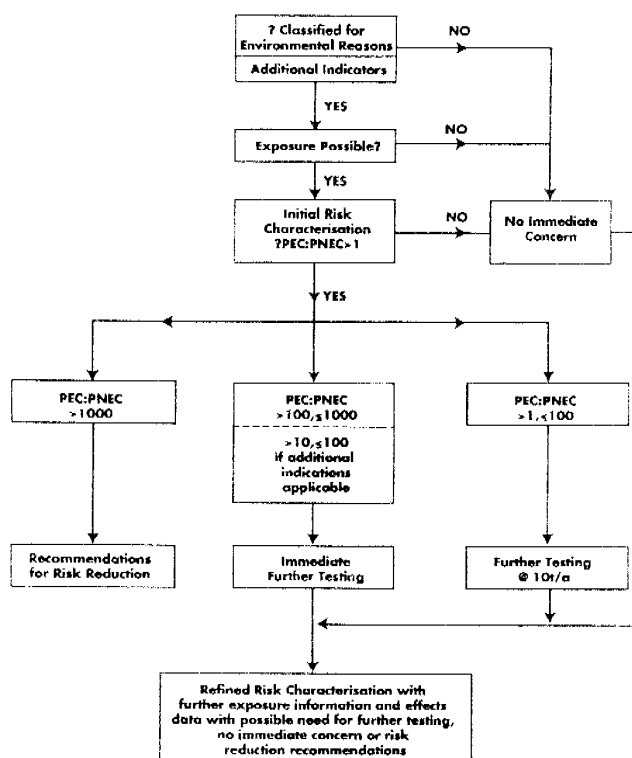 ? Classified for
Environmental Reasons
Additional Indicators
NO
YES
Exposure Possible?
NO
YES
Initial Risk
Characterisation
?PEC:PNEC>1
NO
No Immediate
Concern
YES
PEC:PNEC
>1000
PEC:PNEC
>100,≤1000
>10,≤100
if additional
indications
applicable
PEC:PNEC
>1,≤100
Recommendations
for Risk Reduction
Immediate
Further Testing
Further Testing
@ 10t/a
Refined Risk Characterisation with
further exposure information and effects
data with possible need for further testing,
no immediate concern or risk
reduction recommendations